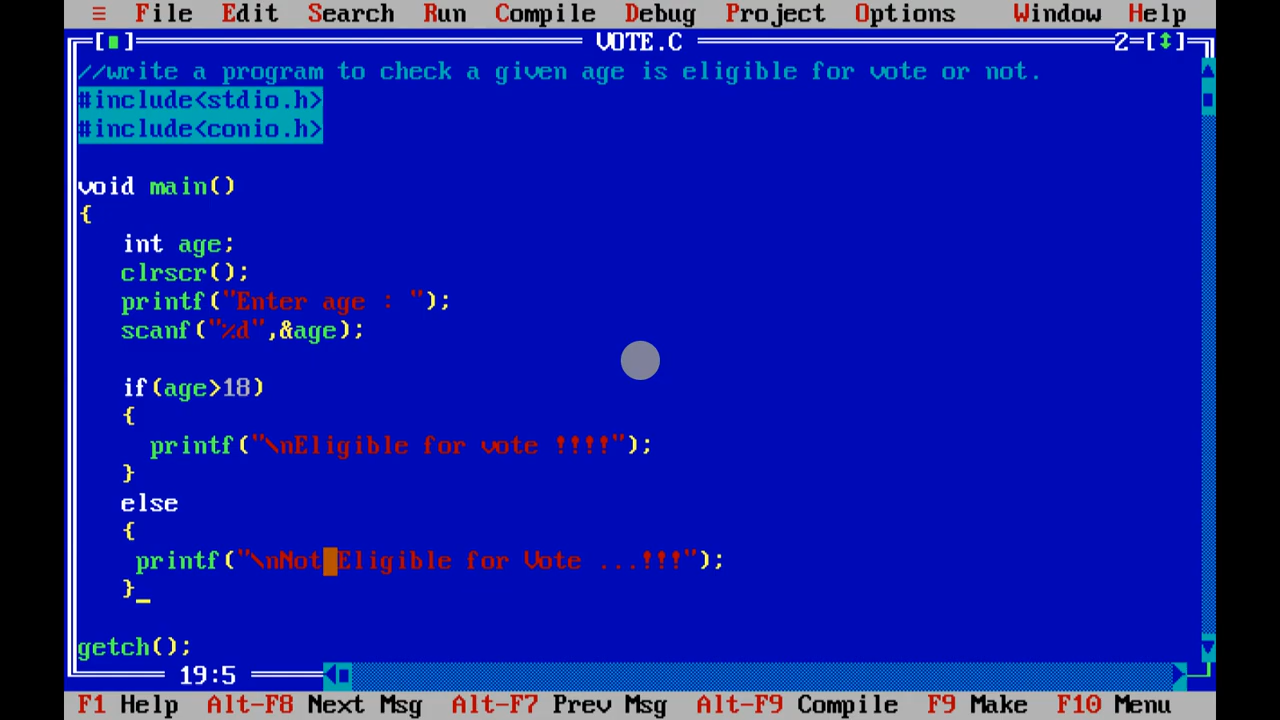 ≡ File Edit Search Run Compile Debug Project Options Window Help
[■] VOTE.C 2=[↕]
//write a program to check a given age is eligible for vote or not.
#include<stdio.h>
#include<conio.h>
void main()
{
int age;
clrscr();
printf("Enter age : ");
scanf("%d",&age);
if(age>18)
{
printf("\nEligible for vote !!!!");
}
else
{
printf("\nNot Eligible for Vote ...!!!");
}_
getch();
19:5
F1 Help Alt-F8 Next Msg Alt-F7 Prev Msg Alt-F9 Compile F9 Make F10 Menu